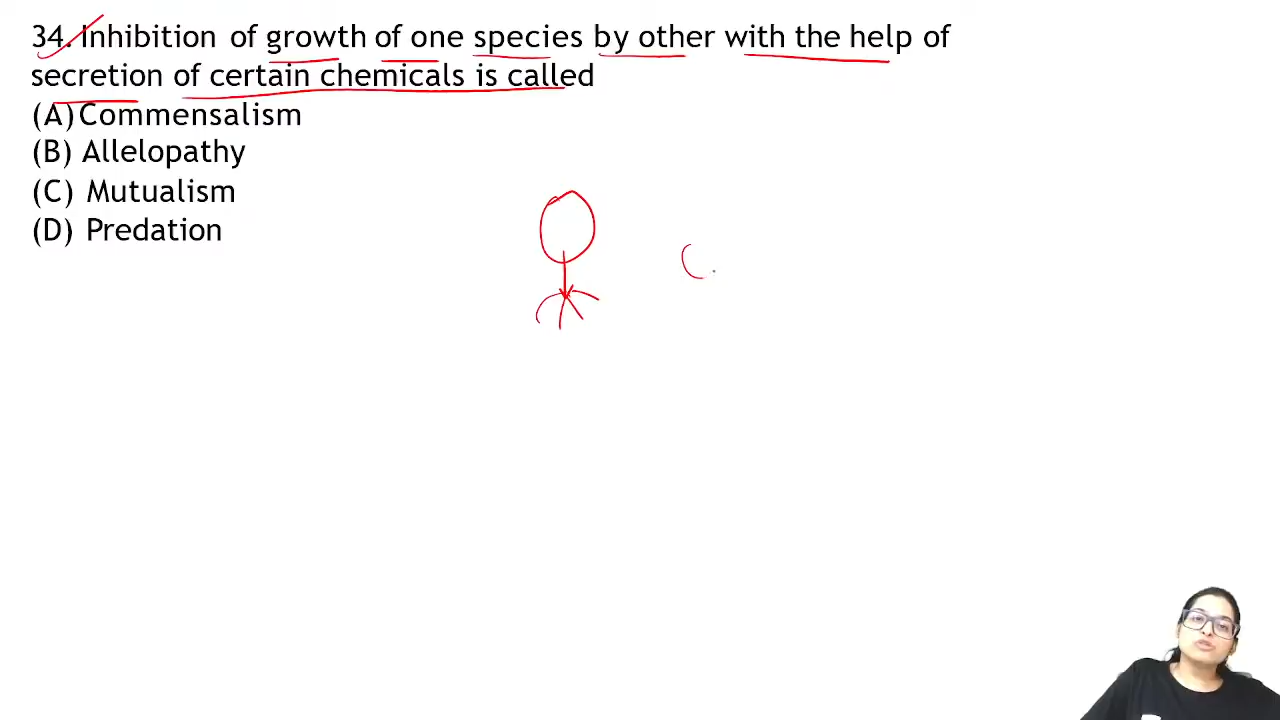 34. Inhibition of growth of one species by other with the help of
secretion of certain chemicals is called
(A)Commensalism
(B) Allelopathy
(C) Mutualism
(D) Predation